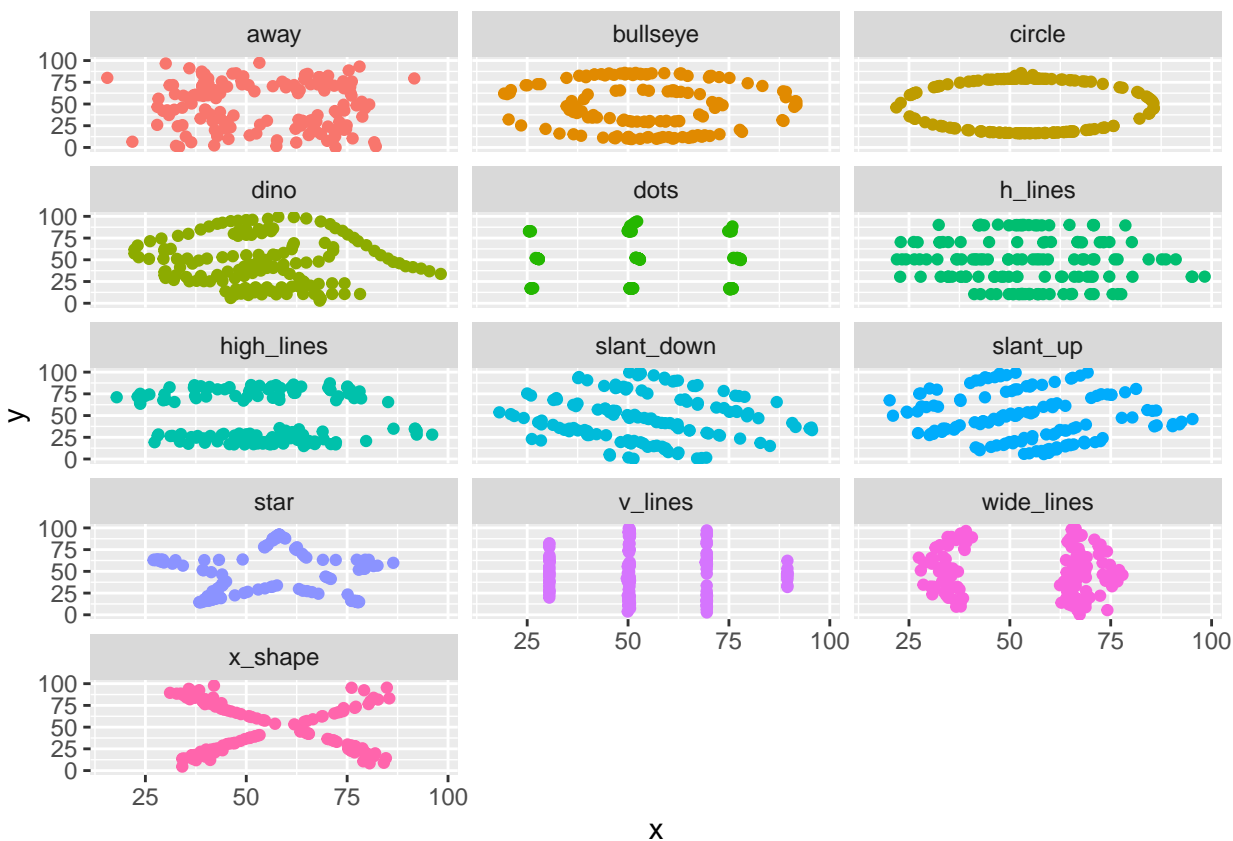 away bullseye circle
100
75
50
25
0
dino dots h_lines
100
75
50
25
0
high_lines slant_down slant_up
100
75
50
25
0
y
star v_lines wide_lines
100
75
50
25
0
25 50 75 100 25 50 75 100
x_shape
100
75
50
25
0
25 50 75 100
x